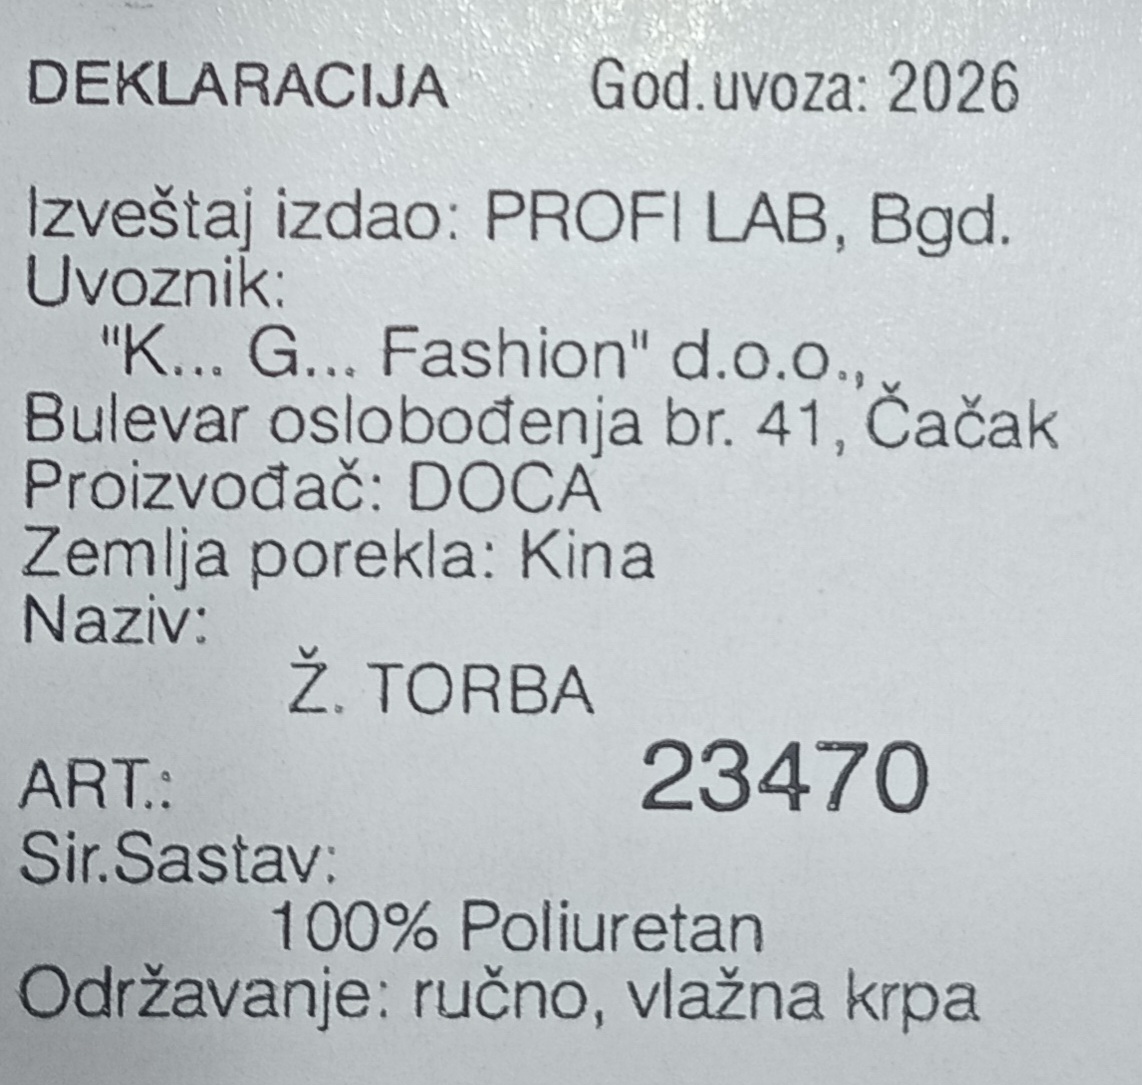 DEKLARACIJA God.uvoza: 2026
Izveštaj izdao: PROFI LAB, Bgd.
Uvoznik:
"K... G... Fashion" d.o.o.,
Bulevar oslobođenja br. 41, Čačak
Proizvođač: DOCA
Zemlja porekla: Kina
Naziv:
Ž. TORBA
ART.: 23470
Sir.Sastav:
100% Poliuretan
Održavanje: ručno, vlažna krpa